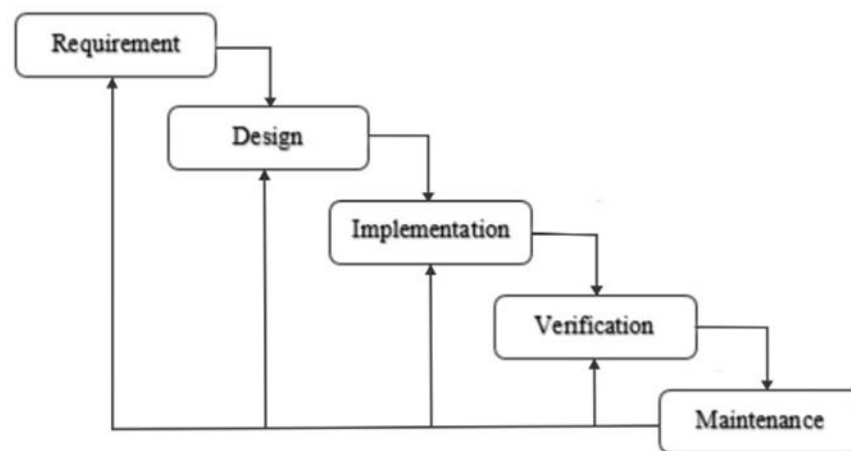 Requirement
Design
Implementation
Verification
Maintenance